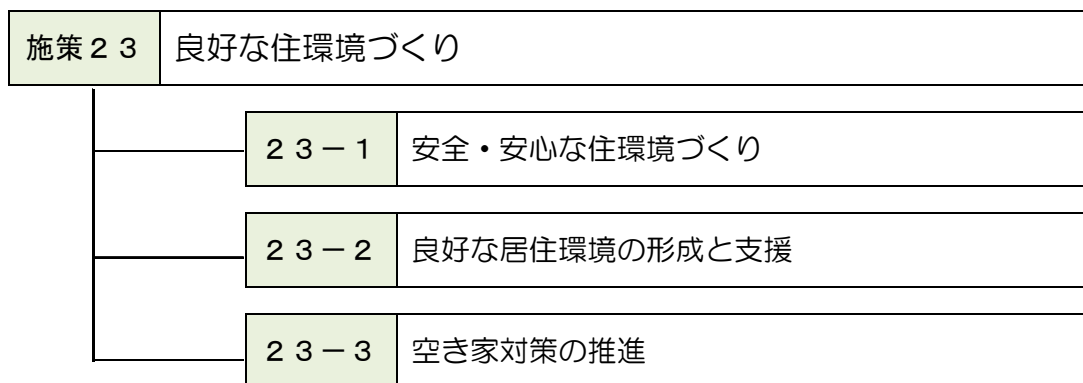 施策２３ 良好な住環境づくり
２３－１ 安全・安心な住環境づくり
２３－２ 良好な居住環境の形成と支援
２３－３ 空き家対策の推進